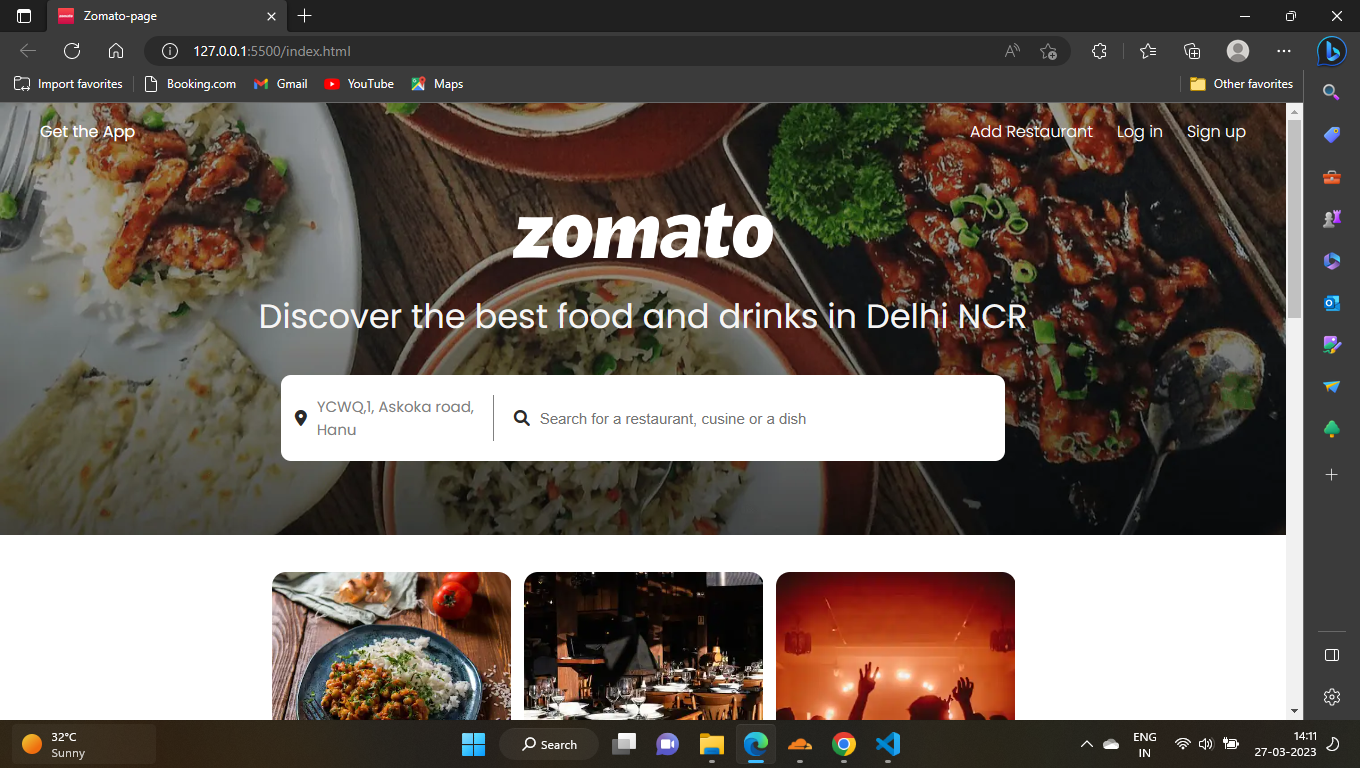 Zomato-page
127.0.0.1:5500/index.html
Import favorites
Booking.com
Gmail
YouTube
Maps
Other favorites
Get the App
Add Restaurant
Log in
Sign up
zomato
Discover the best food and drinks in Delhi NCR
YCWQ,1, Askoka road,
Hanu
Search for a restaurant, cusine or a dish
32°C
Sunny
Search
ENG
IN
14:11
27-03-2023